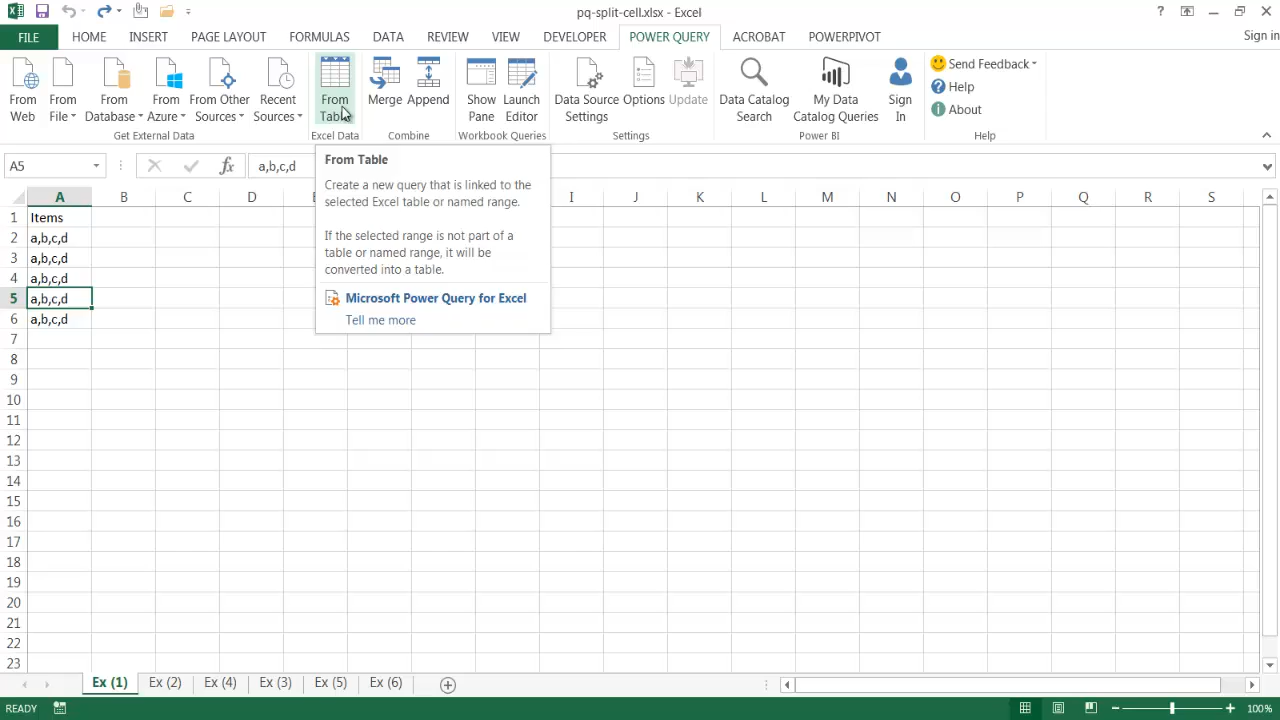 pq-split-cell.xlsx - Excel
?
FILE HOME INSERT PAGE LAYOUT FORMULAS DATA REVIEW VIEW DEVELOPER POWER QUERY ACROBAT POWERPIVOT Sign in
From Web
From File
From Database
From Azure
From Other Sources
Recent Sources
Get External Data
From Table
Excel Data
Merge
Append
Combine
Show Pane
Launch Editor
Workbook Queries
Data Source Settings
Options
Update
Settings
Data Catalog Search
My Data Catalog Queries
Sign In
Power BI
Send Feedback
Help
About
Help
A5 fx a,b,c,d
From Table
Create a new query that is linked to the
selected Excel table or named range.
If the selected range is not part of a
table or named range, it will be
converted into a table.
Microsoft Power Query for Excel
Tell me more
A B C D E I J K L M N O P Q R S
1 Items
2 a,b,c,d
3 a,b,c,d
4 a,b,c,d
5 a,b,c,d
6 a,b,c,d
7
8
9
10
11
12
13
14
15
16
17
18
19
20
21
22
23
Ex (1) Ex (2) Ex (4) Ex (3) Ex (5) Ex (6)
READY 100%